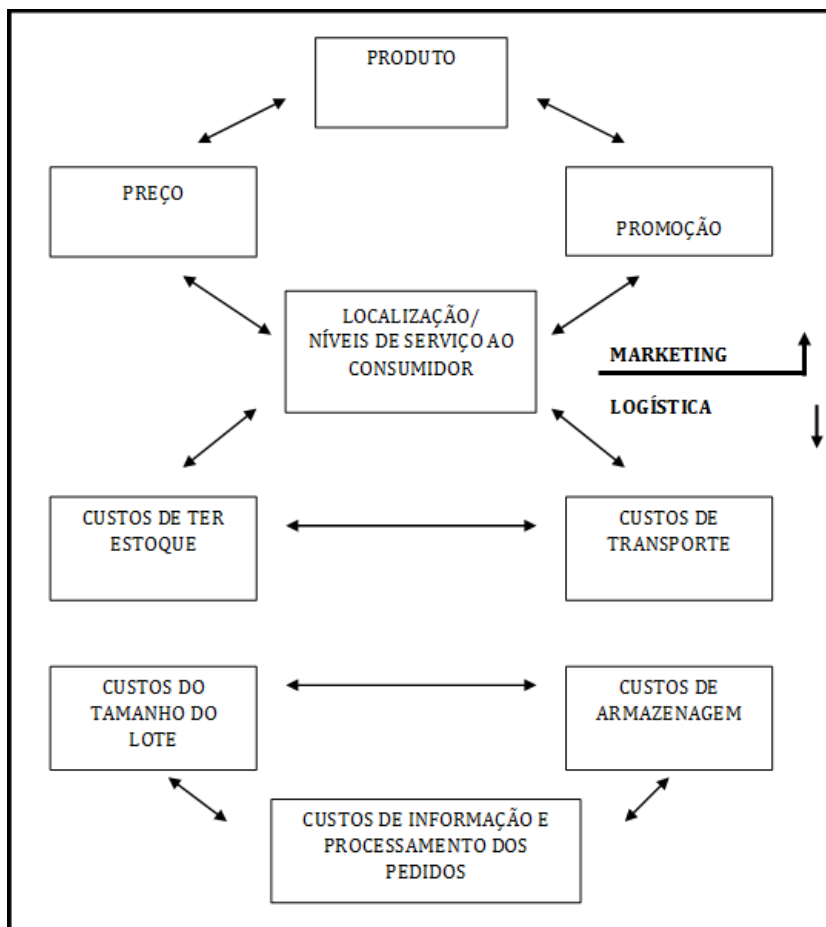 PRODUTO
PREÇO
PROMOÇÃO
LOCALIZAÇÃO/
NÍVEIS DE SERVIÇO AO
CONSUMIDOR
MARKETING
LOGÍSTICA
CUSTOS DE TER
ESTOQUE
CUSTOS DE
TRANSPORTE
CUSTOS DO
TAMANHO DO
LOTE
CUSTOS DE
ARMAZENAGEM
CUSTOS DE INFORMAÇÃO E
PROCESSAMENTO DOS
PEDIDOS